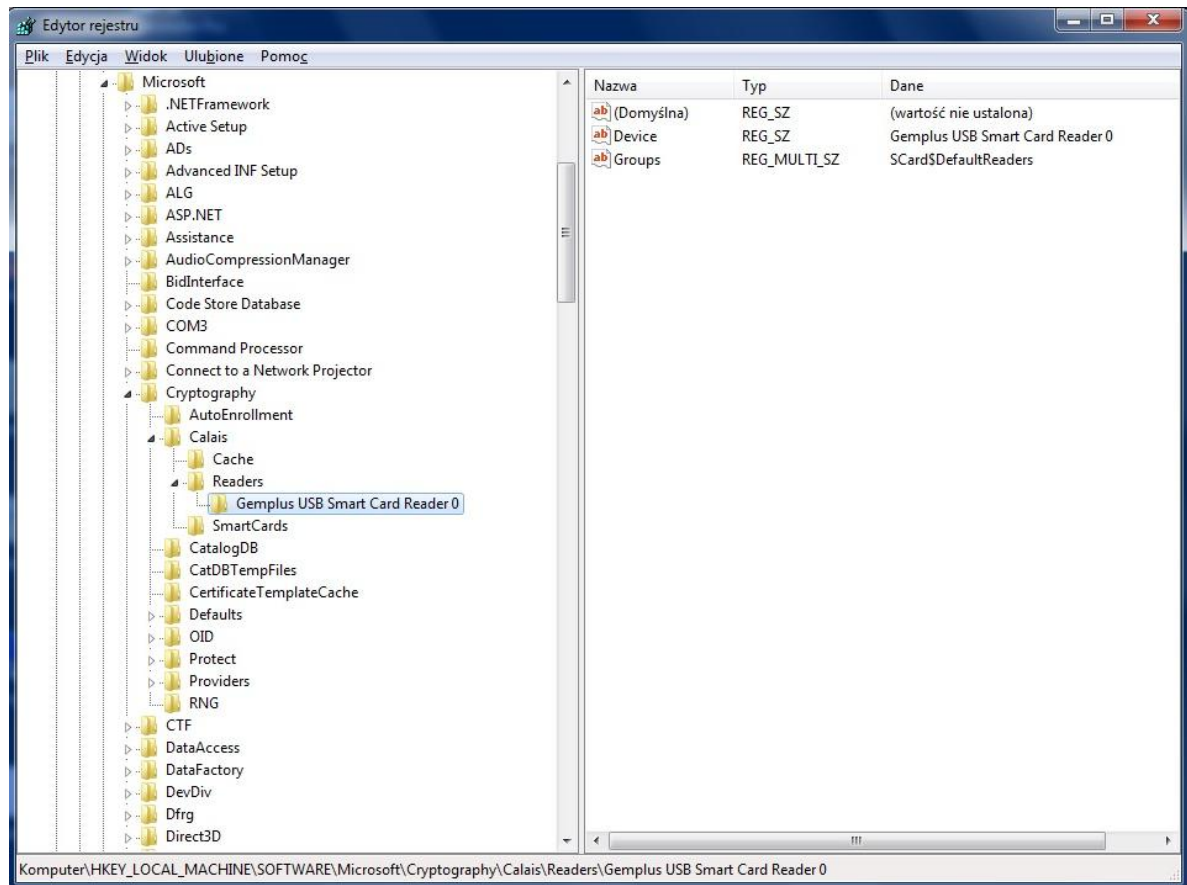 Edytor rejestru
Plik Edycja Widok Ulubione Pomoc
Microsoft
.NETFramework
Active Setup
ADs
Advanced INF Setup
ALG
ASP.NET
Assistance
AudioCompressionManager
BidInterface
Code Store Database
COM3
Command Processor
Connect to a Network Projector
Cryptography
AutoEnrollment
Calais
Cache
Readers
Gemplus USB Smart Card Reader 0
SmartCards
CatalogDB
CatDBTempFiles
CertificateTemplateCache
Defaults
OID
Protect
Providers
RNG
CTF
DataAccess
DataFactory
DevDiv
Dfrg
Direct3D
Nazwa Typ Dane
ab (Domyślna) REG_SZ (wartość nie ustalona)
ab Device REG_SZ Gemplus USB Smart Card Reader 0
ab Groups REG_MULTI_SZ SCard$DefaultReaders
Komputer\HKEY_LOCAL_MACHINE\SOFTWARE\Microsoft\Cryptography\Calais\Readers\Gemplus USB Smart Card Reader 0